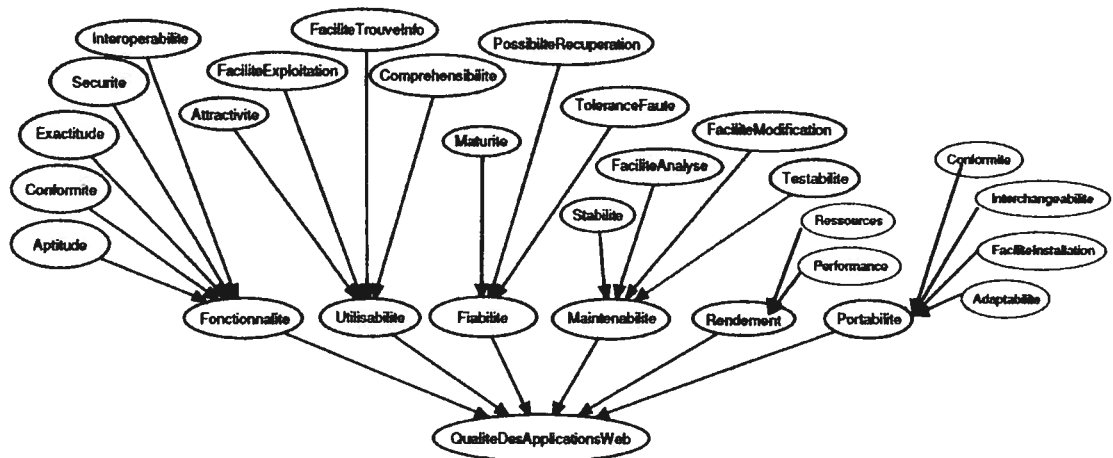 FaciliteTrouveInfo
Interoperabilite
PossibiliteRecuperation
FaciliteExploitation
Comprehensibilite
Securite
ToleranceFaute
Attractivite
Exactitude
Maturite
FaciliteModification
Conformite
FaciliteAnalyse
Testabilite
Conformite
Interchangeabilite
Stabilite
Ressources
Aptitude
FaciliteInstallation
Performance
Adaptabilite
Fonctionnalite
Utilisabilite
Fiabilite
Maintenabilite
Rendement
Portabilite
QualiteDesApplicationsWeb